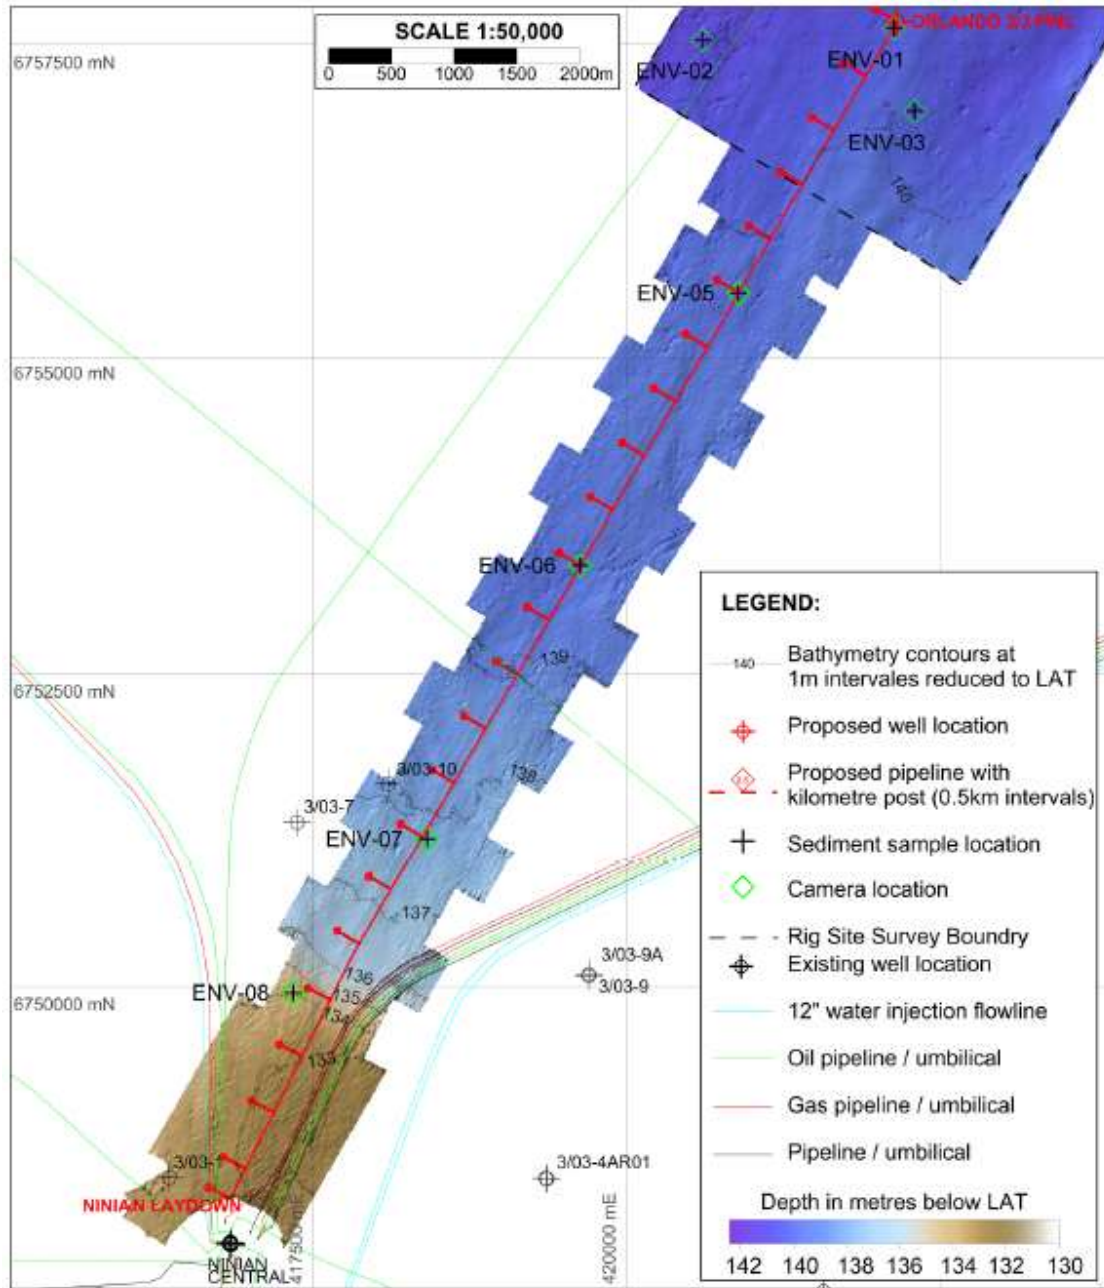 SCALE 1:50,000
0 500 1000 1500 2000m
6757500 mN
ENV-02
ENV-01
ENV-03
140
ENV-05
6755000 mN
ENV-06
139
6752500 mN
3/03-10
138
3/03-7
ENV-07
137
3/03-9A
3/03-9
136
135
134
133
ENV-08
6750000 mN
3/03-1
3/03-4AR01
NINIAN LAYDOWN
NINIAN
CENTRAL
417500 mE
420000 mE
LEGEND:
140
Bathymetry contours at
1m intervales reduced to LAT
Proposed well location
Proposed pipeline with
kilometre post (0.5km intervals)
Sediment sample location
Camera location
Rig Site Survey Boundry
Existing well location
12" water injection flowline
Oil pipeline / umbilical
Gas pipeline / umbilical
Pipeline / umbilical
Depth in metres below LAT
142 140 138 136 134 132 130